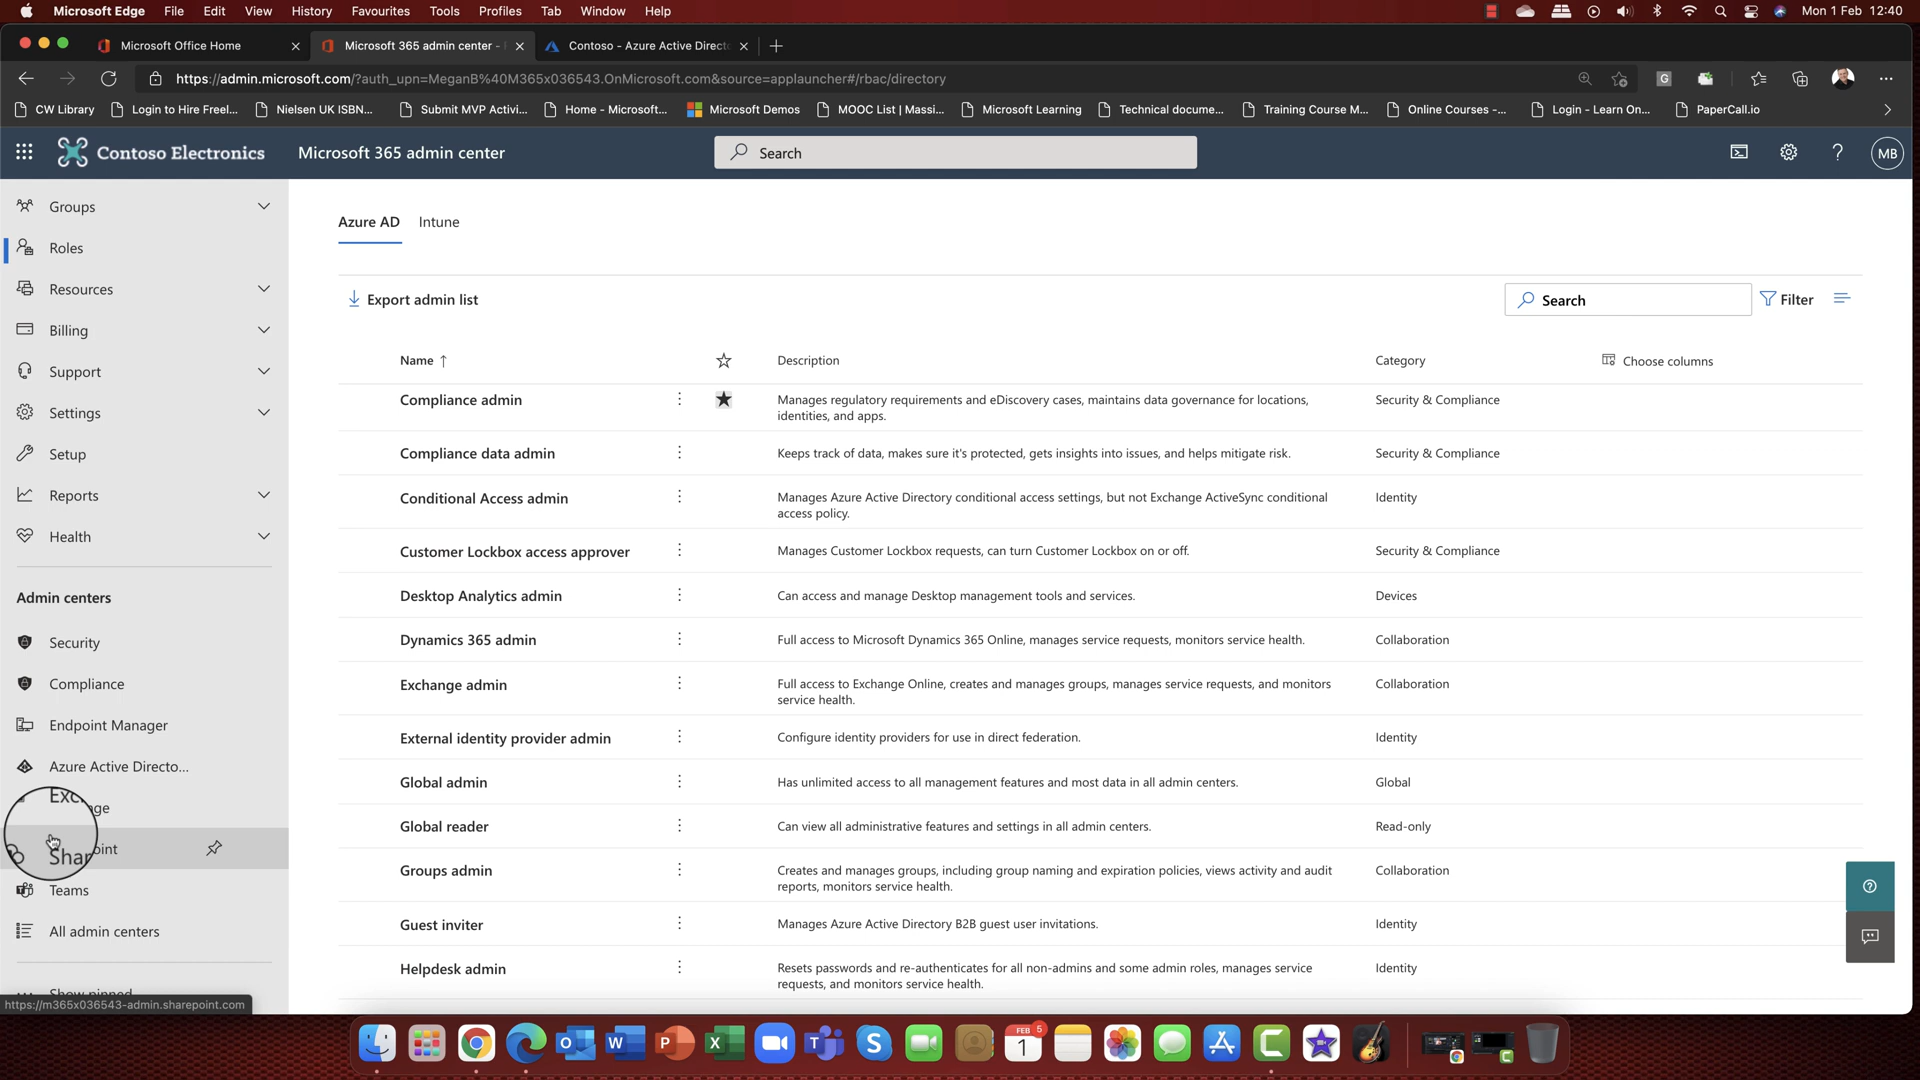 Microsoft Edge File Edit View History Favourites Tools Profiles Tab Window Help Mon 1 Feb 12:40
Microsoft Office Home Microsoft 365 admin center - Contoso - Azure Active Direct
https://admin.microsoft.com/?auth_upn=MeganB%40M365x036543.OnMicrosoft.com&source=applauncher#/rbac/directory G
CW Library Login to Hire Freel... Nielsen UK ISBN... Submit MVP Activi... Home - Microsoft... Microsoft Demos MOOC List | Massi... Microsoft Learning Technical docume... Training Course M... Online Courses -... Login - Learn On... PaperCall.io
Contoso Electronics Microsoft 365 admin center Search MB
Groups
Roles
Resources
Billing
Support
Settings
Setup
Reports
Health
Admin centers
Security
Compliance
Endpoint Manager
Azure Active Directo...
Exc ge
Shar oint
Teams
All admin centers
Show pinned
https://m365x036543-admin.sharepoint.com
Azure AD Intune
Export admin list Search Filter
Name ↑ Description Category Choose columns
Compliance admin Manages regulatory requirements and eDiscovery cases, maintains data governance for locations, Security & Compliance
identities, and apps.
Compliance data admin Keeps track of data, makes sure it's protected, gets insights into issues, and helps mitigate risk. Security & Compliance
Conditional Access admin Manages Azure Active Directory conditional access settings, but not Exchange ActiveSync conditional Identity
access policy.
Customer Lockbox access approver Manages Customer Lockbox requests, can turn Customer Lockbox on or off. Security & Compliance
Desktop Analytics admin Can access and manage Desktop management tools and services. Devices
Dynamics 365 admin Full access to Microsoft Dynamics 365 Online, manages service requests, monitors service health. Collaboration
Exchange admin Full access to Exchange Online, creates and manages groups, manages service requests, and monitors Collaboration
service health.
External identity provider admin Configure identity providers for use in direct federation. Identity
Global admin Has unlimited access to all management features and most data in all admin centers. Global
Global reader Can view all administrative features and settings in all admin centers. Read-only
Groups admin Creates and manages groups, including group naming and expiration policies, views activity and audit Collaboration
reports, monitors service health.
Guest inviter Manages Azure Active Directory B2B guest user invitations. Identity
Helpdesk admin Resets passwords and re-authenticates for all non-admins and some admin roles, manages service Identity
requests, and monitors service health.
FEB 5
1